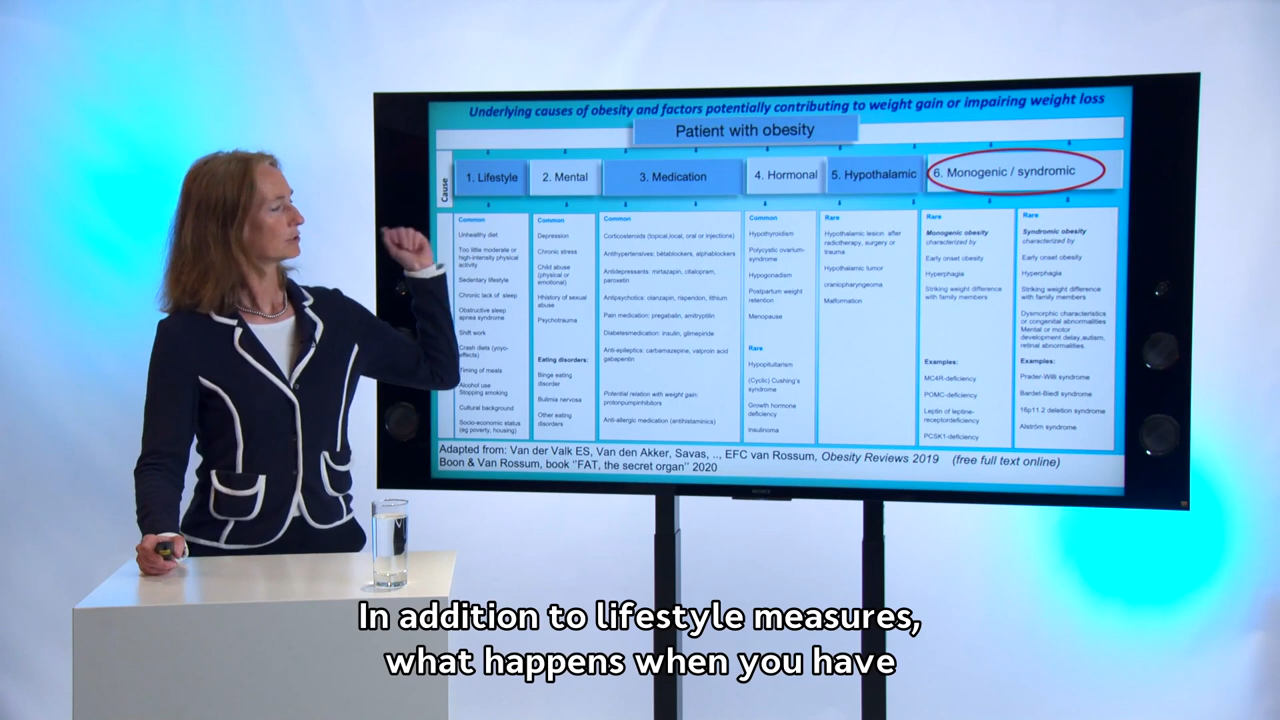 Underlying causes of obesity and factors potentially contributing to weight gain or impairing weight loss
Patient with obesity
Cause
1. Lifestyle
2. Mental
3. Medication
4. Hormonal
5. Hypothalamic
6. Monogenic / syndromic
Common
Unhealthy diet
Too little moderate or
high-intensity physical
activity
Sedentary lifestyle
Chronic lack of sleep
Obstructive sleep
apnea syndrome
Shift work
Crash diets (yoyo-
effects)
Timing of meals
Alcohol use
Stopping smoking
Cultural background
Socio-economic status
(eg poverty, housing)
Common
Depression
Chronic stress
Child abuse
(physical or
emotional)
Hhistory of sexual
abuse
Psychotrauma
Eating disorders:
Binge eating
disorder
Bulimia nervosa
Other eating
disorders
Common
Corticosteroids (topical,local, oral or injections)
Antihypertensives: bètablockers, alphablockers
Antidepressants: mirtazapin, citalopram,
paroxetin
Antipsychotics: olanzapin, risperidon, lithium
Pain medication: pregabalin, amitryptilin
Diabetesmedication: insulin, glimepiride
Anti-epileptics: carbamazepine, valproin acid
gabapentin
Potential relation with weight gain:
protonpumpinhibitors
Anti-allergic medication (antihistaminics)
Common
Hypothyroidism
Polycystic ovarium-
syndrome
Hypogonadism
Postpartum weight
retention
Menopause
Rare
Hypopituitarism
(Cyclic) Cushing's
syndrome
Growth hormone
deficiency
Insulinoma
Rare
Hypothalamic lesion after
radiotherapy, surgery or
trauma
Hypothalamic tumor
craniopharyngeoma
Malformation
Rare
Monogenic obesity
characterized by
Early onset obesity
Hyperphagia
Striking weight difference
with family members
Examples:
MC4R-deficiency
POMC-deficiency
Leptin of leptine-
receptordeficiency
PCSK1-deficiency
Rare
Syndromic obesity
characterized by
Early onset obesity
Hyperphagia
Striking weight difference
with family members
Dysmorphic characteristics
or congenital abnormalities
Mental or motor
development delay,autism,
retinal abnormalities.
Examples:
Prader-Willi syndrome
Bardet-Biedl syndrome
16p11.2 deletion syndrome
Alström syndrome
Adapted from: Van der Valk ES, Van den Akker, Savas, .., EFC van Rossum, Obesity Reviews 2019 (free full text online)
Boon & Van Rossum, book "FAT, the secret organ" 2020
SONY
In addition to lifestyle measures,
what happens when you have